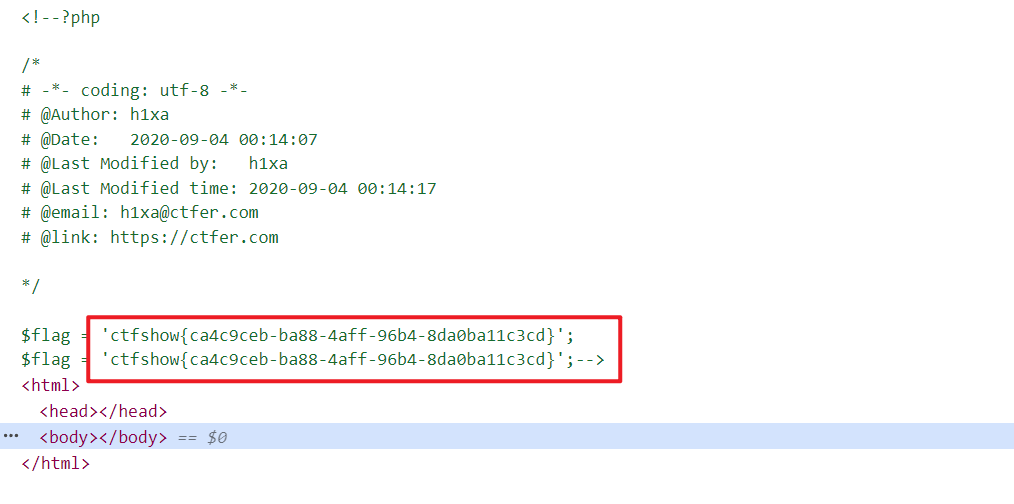 <!--?php
/*
# -*- coding: utf-8 -*-
# @Author: h1xa
# @Date:   2020-09-04 00:14:07
# @Last Modified by:   h1xa
# @Last Modified time: 2020-09-04 00:14:17
# @email: h1xa@ctfer.com
# @link: https://ctfer.com
*/
$flag = 'ctfshow{ca4c9ceb-ba88-4aff-96b4-8da0ba11c3cd}';
$flag = 'ctfshow{ca4c9ceb-ba88-4aff-96b4-8da0ba11c3cd}';-->
<html>
<head></head>
··· <body></body> == $0
</html>